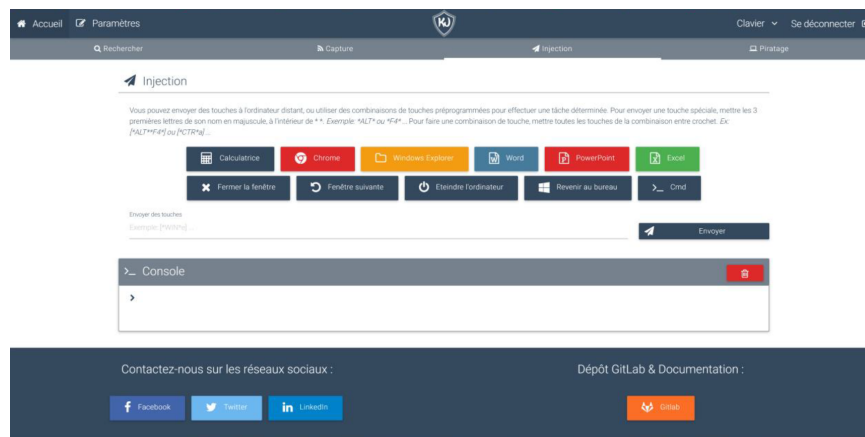 Accueil Paramètres KJ Clavier Se déconnecter
Rechercher Capture Injection Piratage
Injection
Vous pouvez envoyer des touches à l'ordinateur distant, ou utiliser des combinaisons de touches préprogrammées pour effectuer une tâche déterminée. Pour envoyer une touche spéciale, mettre les 3
premières lettres de son nom en majuscule, à l'intérieur de * *. Exemple: *ALT* ou *F4* ... Pour faire une combinaison de touche, mettre toutes les touches de la combinaison entre crochet. Ex:
[*ALT**F4*] ou [*CTR*a] ...
Calculatrice Chrome Windows Explorer Word PowerPoint Excel
Fermer la fenêtre Fenêtre suivante Eteindre l'ordinateur Revenir au bureau >_ Cmd
Envoyer des touches
Exemple: [*WIN*s] ...
Envoyer
>_ Console
>
Contactez-nous sur les réseaux sociaux : Dépôt GitLab & Documentation :
Facebook Twitter LinkedIn Gitlab